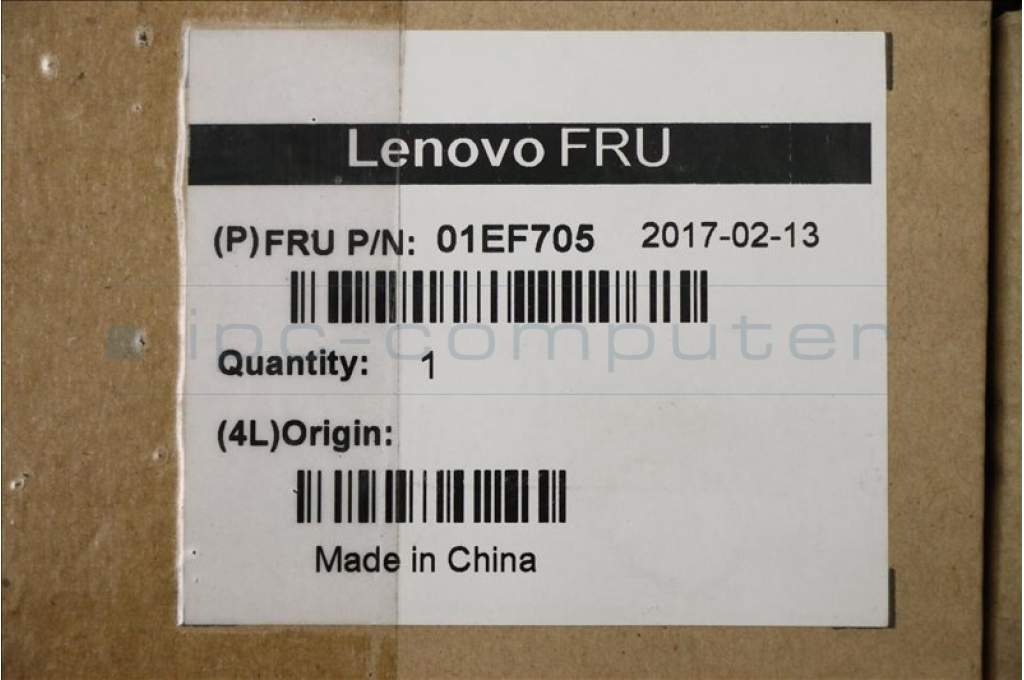 Lenovo FRU
(P)FRU P/N: 01EF705 2017-02-13
ipc-computer
Quantity: 1
(4L)Origin:
Made in China